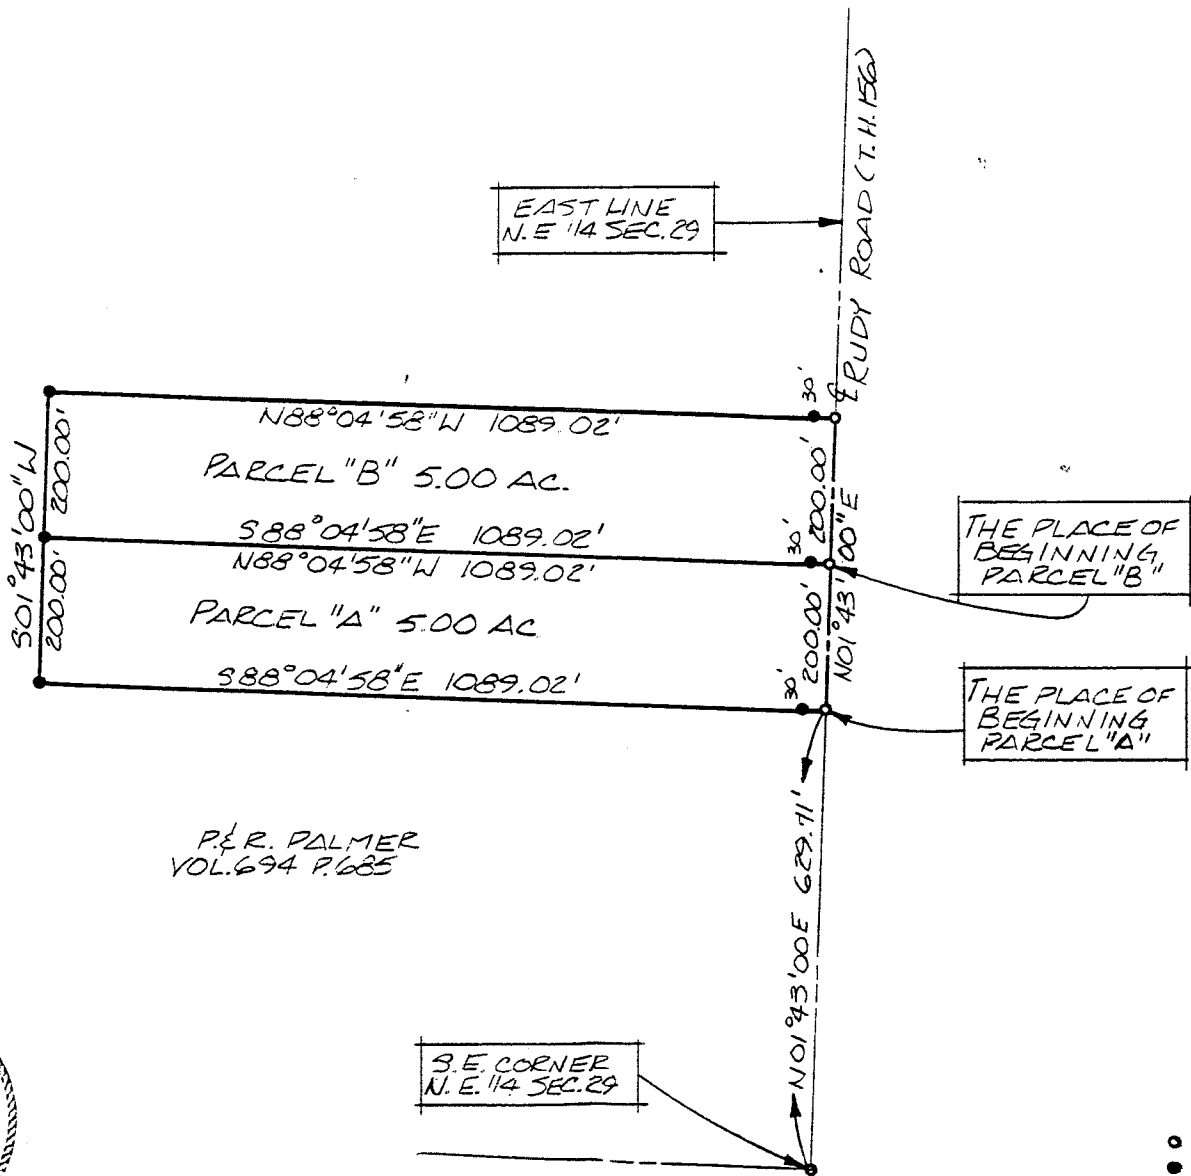 RUDY ROAD (T.H.156)
EAST LINE
N.E 1/4 SEC.29
30'
N88°04'58"W 1089.02'
PARCEL "B" 5.00 AC.
200.00'
200.00'
S01°43'00"W
S88°04'58"E 1089.02'
30'
N88°04'58"W 1089.02'
N01°43'00"E
THE PLACE OF
BEGINNING
PARCEL "B"
PARCEL "A" 5.00 AC
200.00'
200.00'
S88°04'58"E 1089.02'
30'
THE PLACE OF
BEGINNING
PARCEL "A"
N01°43'00E 629.71'
P.& R. PALMER
VOL.694 P.685
S.E. CORNER
N.E. 1/4 SEC.29